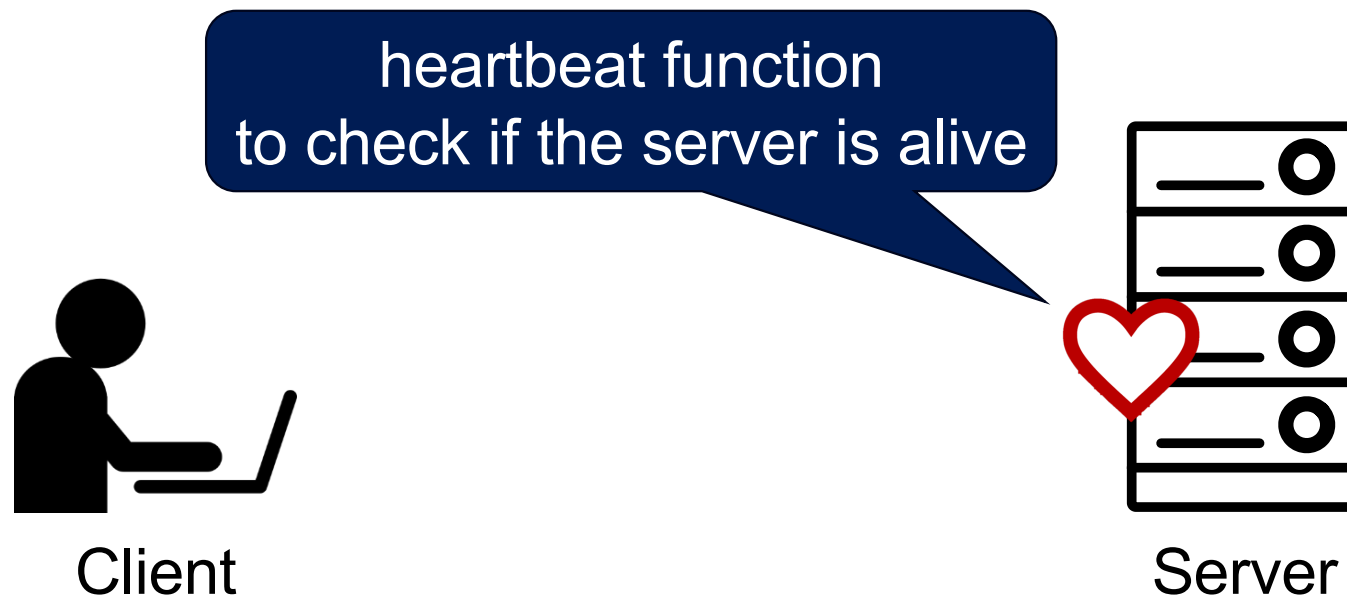 heartbeat function
to check if the server is alive
Client
Server